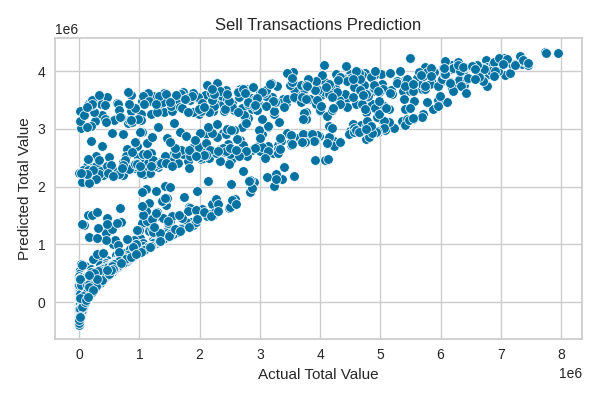 Sell Transactions Prediction
1e6
4
3
2
1
0
Predicted Total Value
0 1 2 3 4 5 6 7 8
Actual Total Value
1e6